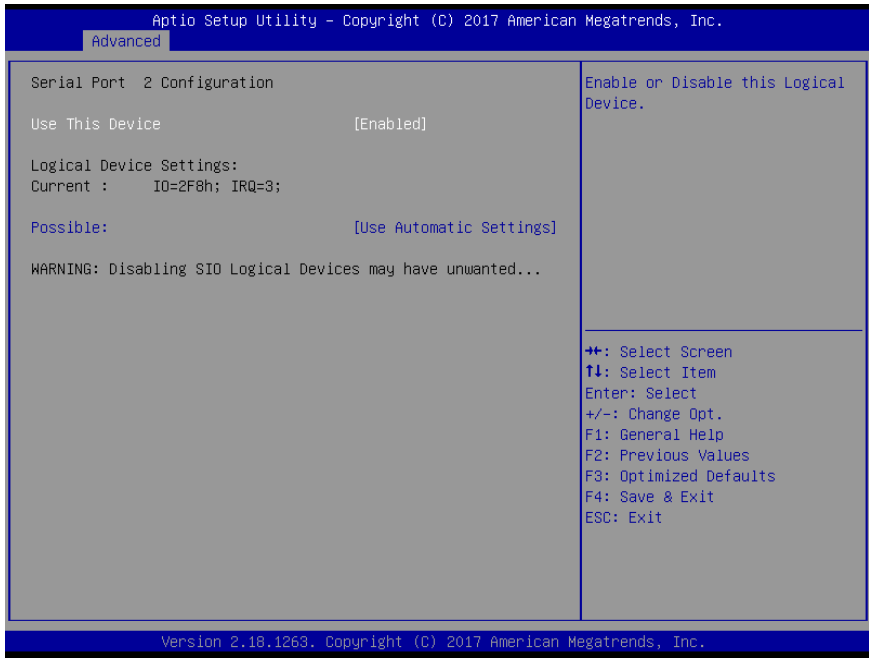 Aptio Setup Utility – Copyright (C) 2017 American Megatrends, Inc.
Advanced
Serial Port 2 Configuration
Use This Device [Enabled]
Logical Device Settings:
Current : IO=2F8h; IRQ=3;
Possible: [Use Automatic Settings]
WARNING: Disabling SIO Logical Devices may have unwanted...
Enable or Disable this Logical
Device.
→←: Select Screen
↑↓: Select Item
Enter: Select
+/-: Change Opt.
F1: General Help
F2: Previous Values
F3: Optimized Defaults
F4: Save & Exit
ESC: Exit
Version 2.18.1263. Copyright (C) 2017 American Megatrends, Inc.